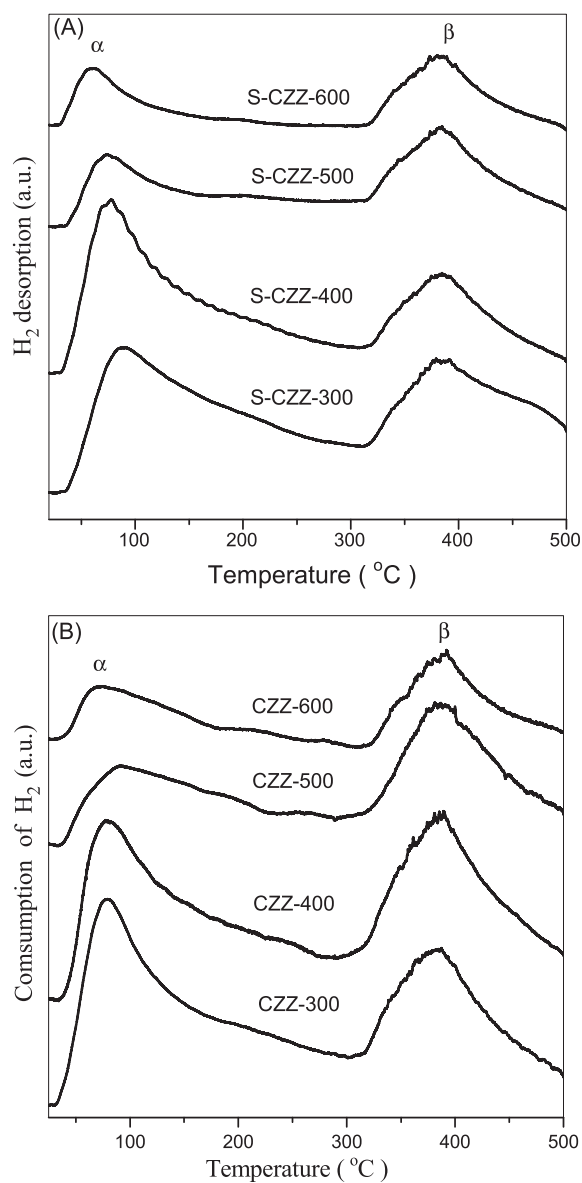 (A)
α
β
S-CZZ-600
S-CZZ-500
S-CZZ-400
S-CZZ-300
H₂ desorption (a.u.)
100 200 300 400 500
Temperature ( °C )
(B)
α
β
CZZ-600
CZZ-500
CZZ-400
CZZ-300
Comsumption of H₂ (a.u.)
100 200 300 400 500
Temperature ( °C)